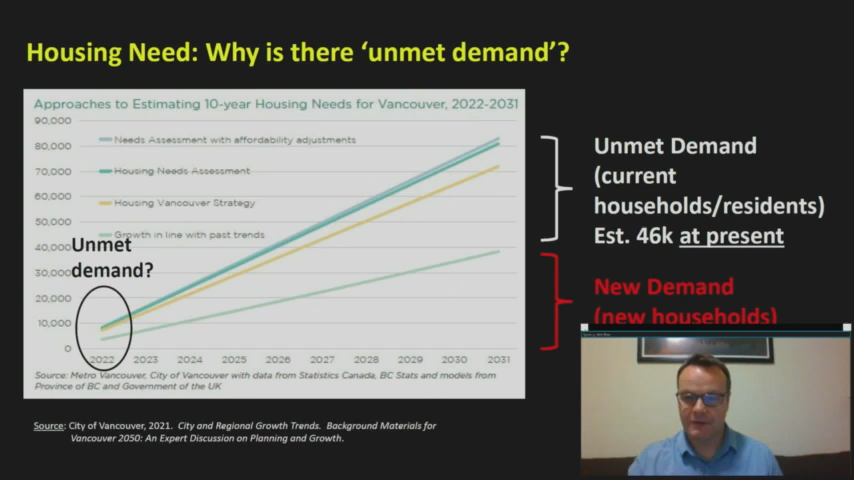 Housing Need: Why is there ‘unmet demand’?
Approaches to Estimating 10-year Housing Needs for Vancouver, 2022-2031
90,000
80,000
70,000
60,000
50,000
40,000
30,000
20,000
10,000
0
Needs Assessment with affordability adjustments
Housing Needs Assessment
Housing Vancouver Strategy
Growth in line with past trends
Unmet
demand?
2022 2023 2024 2025 2026 2027 2028 2029 2030 2031
Source: Metro Vancouver, City of Vancouver with data from Statistics Canada, BC Stats and models from
Province of BC and Government of the UK
Unmet Demand
(current
households/residents)
Est. 46k at present
New Demand
(new households)
Source: City of Vancouver, 2021. City and Regional Growth Trends. Background Materials for
Vancouver 2050: An Expert Discussion on Planning and Growth.